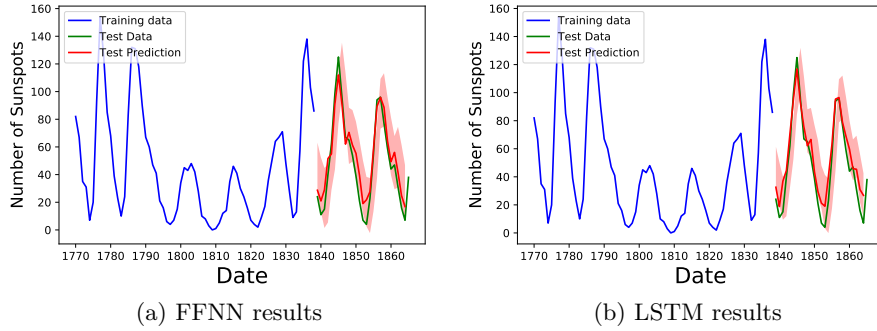 160
140
120
100
80
60
40
20
0
Number of Sunspots
Training data
Test Data
Test Prediction
1770 1780 1790 1800 1810 1820 1830 1840 1850 1860
Date
(a) FFNN results
160
140
120
100
80
60
40
20
0
Number of Sunspots
Training data
Test Data
Test Prediction
1770 1780 1790 1800 1810 1820 1830 1840 1850 1860
Date
(b) LSTM results